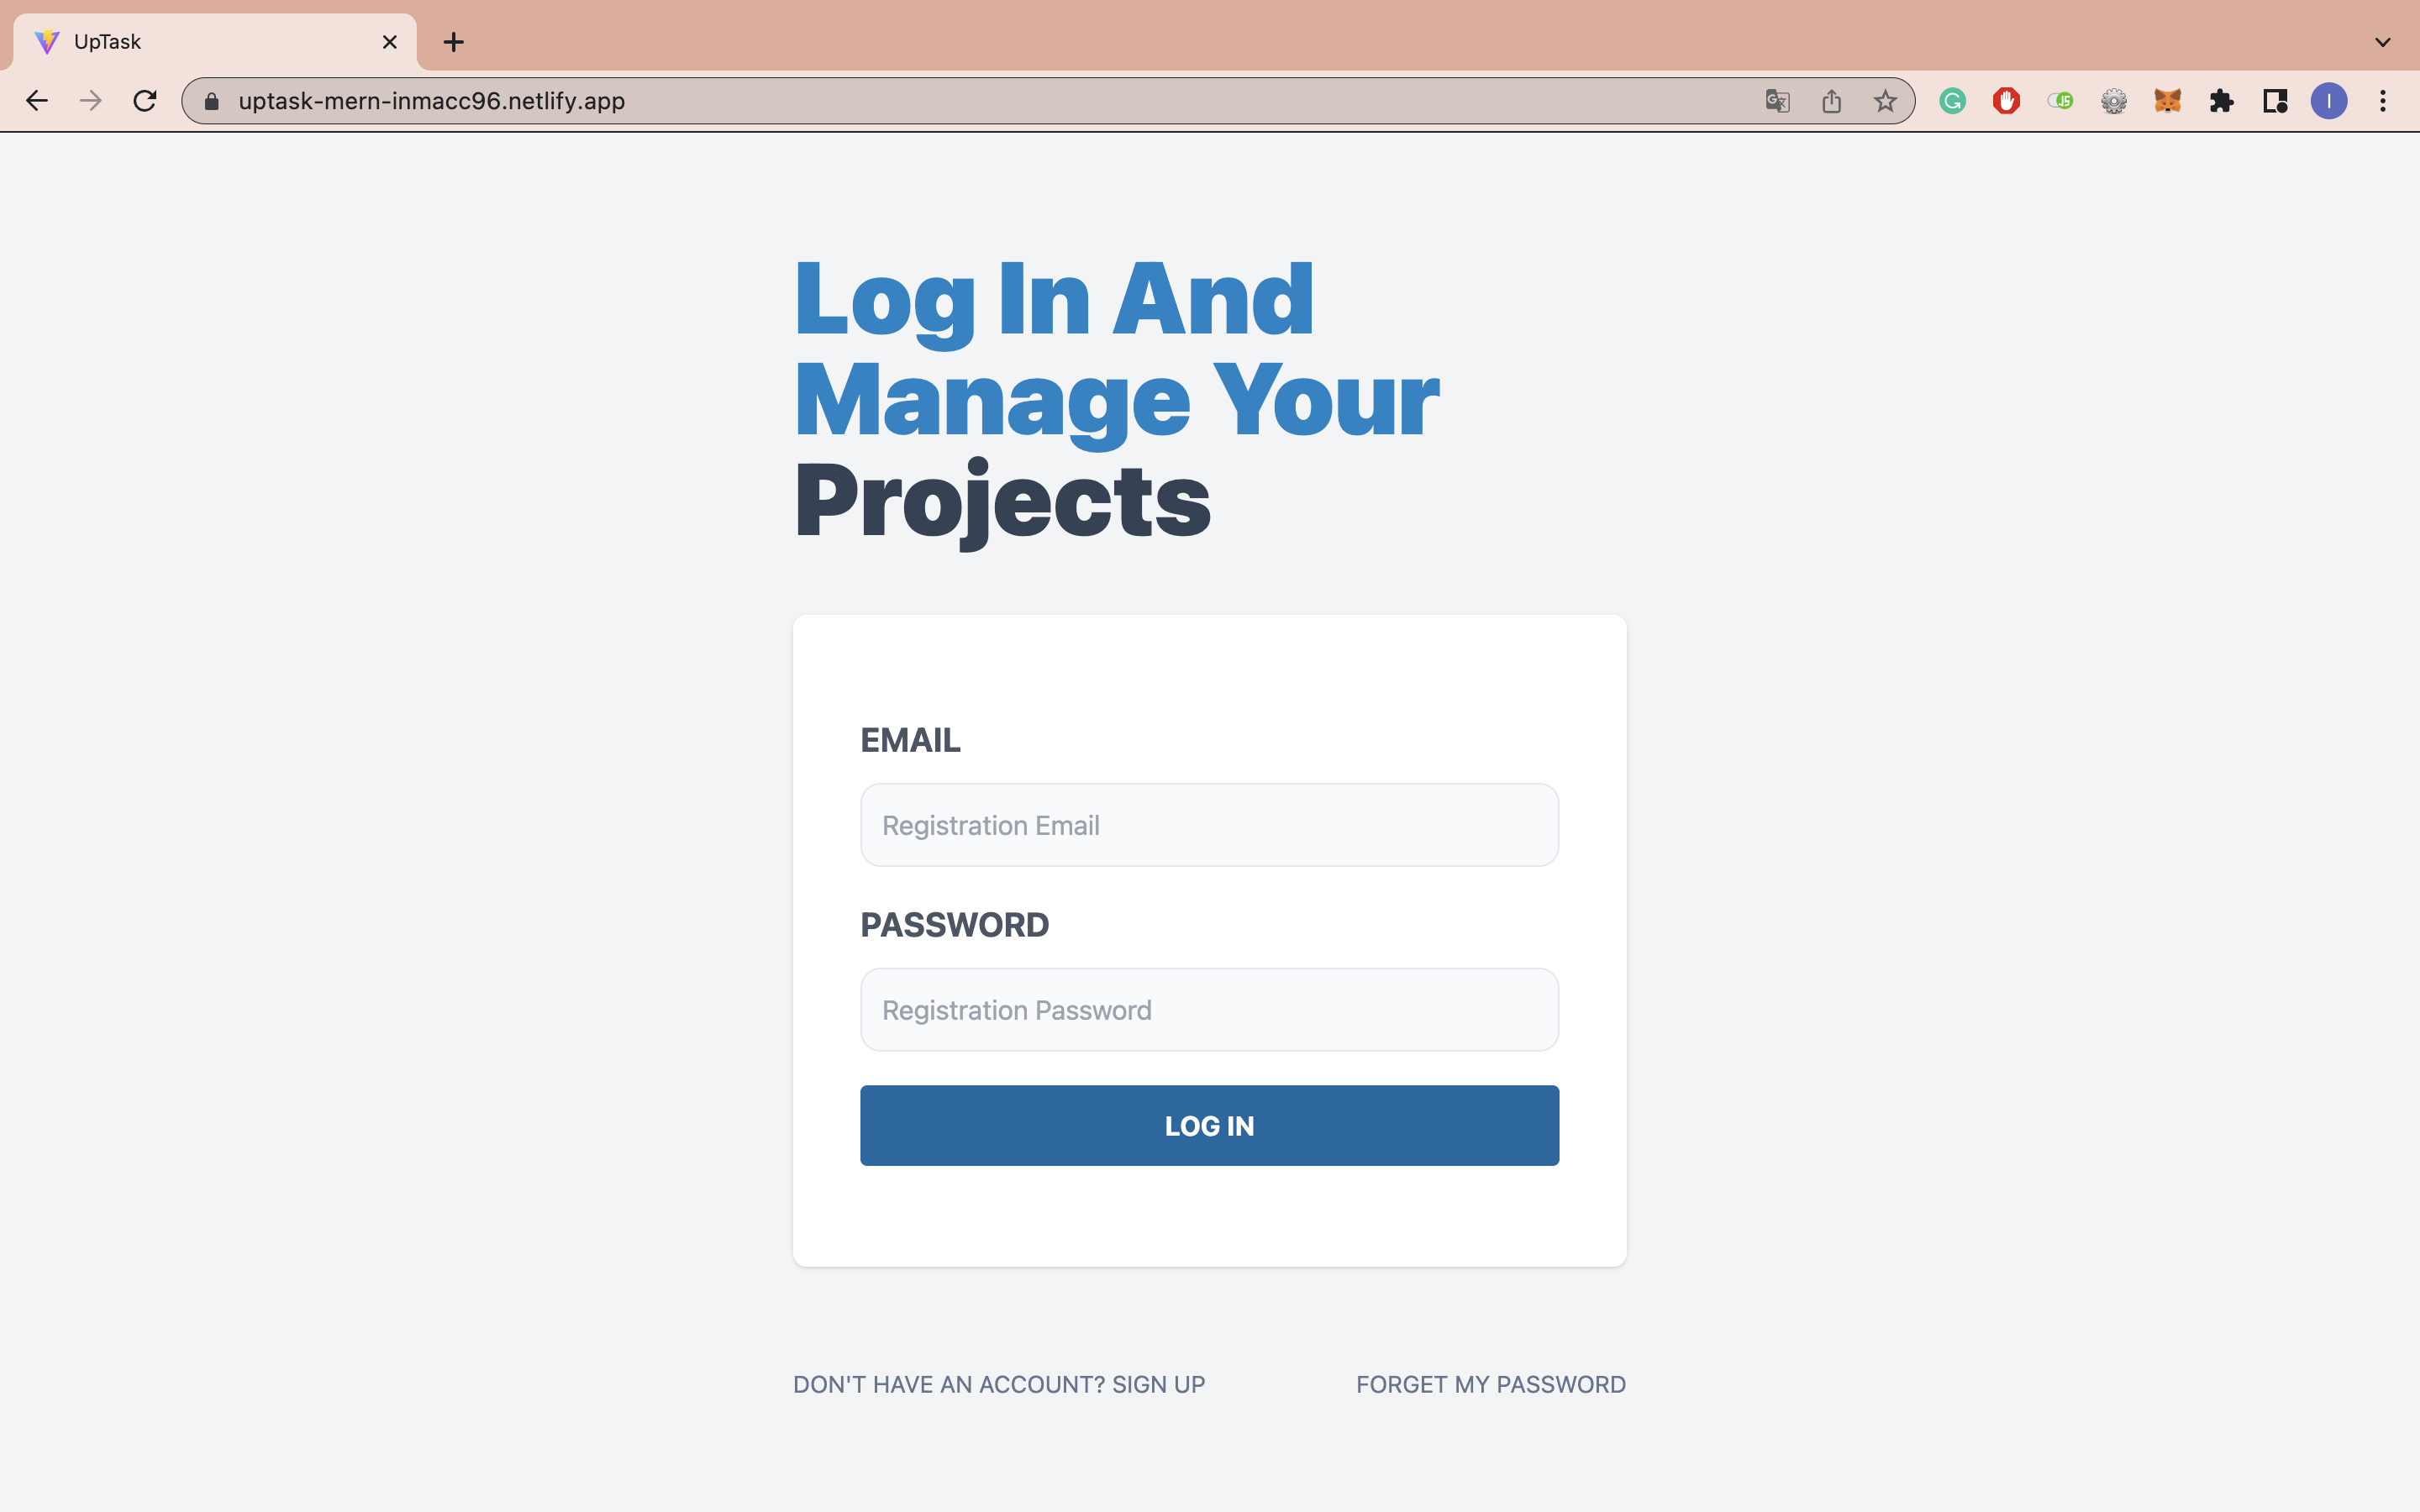 UpTask
uptask-mern-inmacc96.netlify.app
I
Log In And
Manage Your
Projects
EMAIL
Registration Email
PASSWORD
Registration Password
LOG IN
DON'T HAVE AN ACCOUNT? SIGN UP
FORGET MY PASSWORD